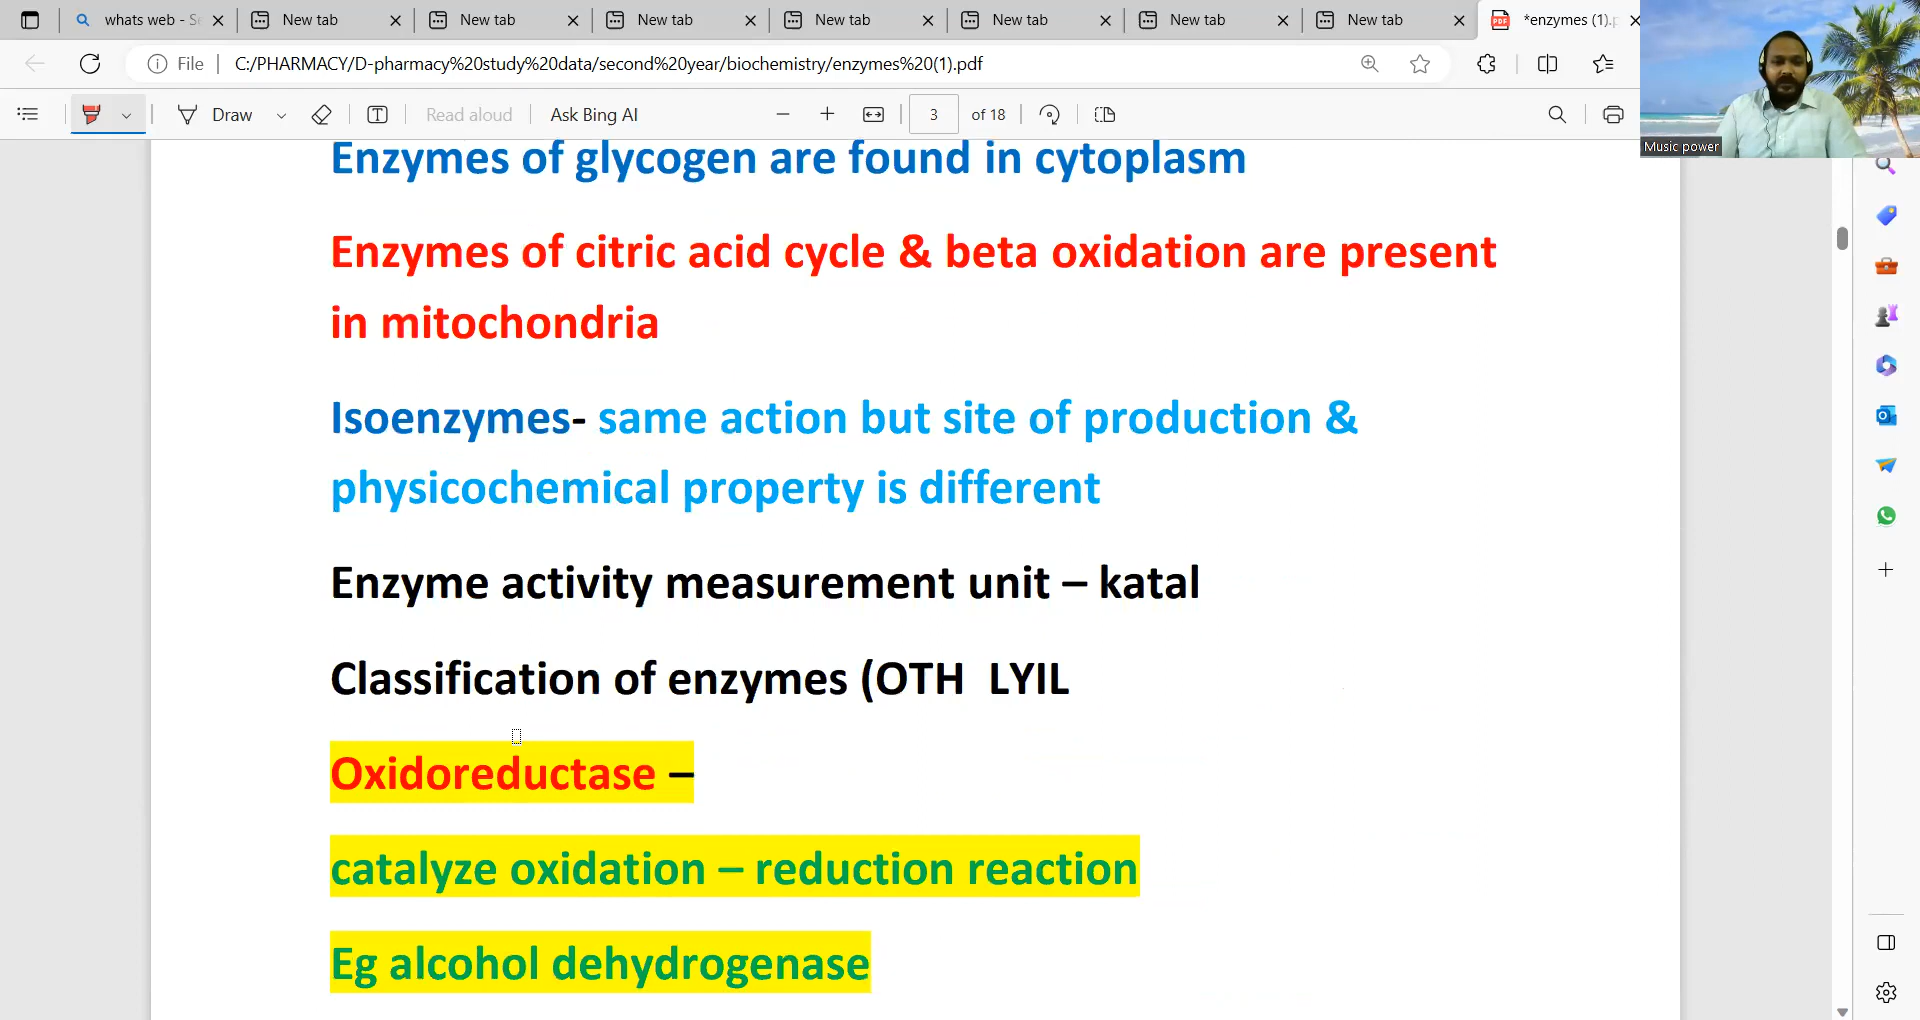 whats web - S
New tab
New tab
New tab
New tab
New tab
New tab
New tab
*enzymes (1).p
File
C:/PHARMACY/D-pharmacy%20study%20data/second%20year/biochemistry/enzymes%20(1).pdf
Draw
Read aloud
Ask Bing AI
3
of 18
Music power
Enzymes of glycogen are found in cytoplasm
Enzymes of citric acid cycle & beta oxidation are present
in mitochondria
Isoenzymes- same action but site of production &
physicochemical property is different
Enzyme activity measurement unit – katal
Classification of enzymes (OTH  LYIL
Oxidoreductase –
catalyze oxidation – reduction reaction
Eg alcohol dehydrogenase